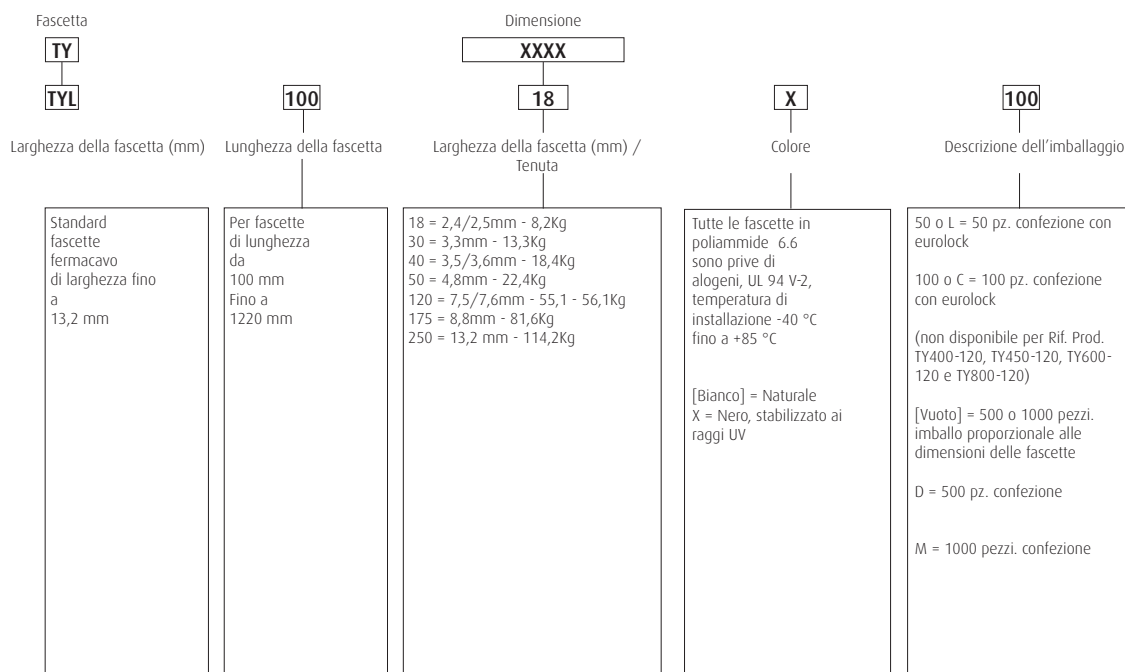 Fascetta
Dimensione
TY
XXXX
TYL
100
18
X
100
Larghezza della fascetta (mm)
Lunghezza della fascetta
Larghezza della fascetta (mm) /
Tenuta
Colore
Descrizione dell'imballaggio
Standard
fascette
fermacavo
di larghezza fino
a
13,2 mm
Per fascette
di lunghezza
da
100 mm
Fino a
1220 mm
18 = 2,4/2,5mm - 8,2Kg
30 = 3,3mm - 13,3Kg
40 = 3,5/3,6mm - 18,4Kg
50 = 4,8mm - 22,4Kg
120 = 7,5/7,6mm - 55,1 - 56,1Kg
175 = 8,8mm - 81,6Kg
250 = 13,2 mm - 114,2Kg
Tutte le fascette in
poliammide 6.6
sono prive di
alogeni, UL 94 V-2,
temperatura di
installazione -40 °C
fino a +85 °C
[Bianco] = Naturale
X = Nero, stabilizzato ai
raggi UV
50 o L = 50 pz. confezione con
eurolock
100 o C = 100 pz. confezione
con eurolock
(non disponibile per Rif. Prod.
TY400-120, TY450-120, TY600-
120 e TY800-120)
[Vuoto] = 500 o 1000 pezzi.
imballo proporzionale alle
dimensioni delle fascette
D = 500 pz. confezione
M = 1000 pezzi. confezione